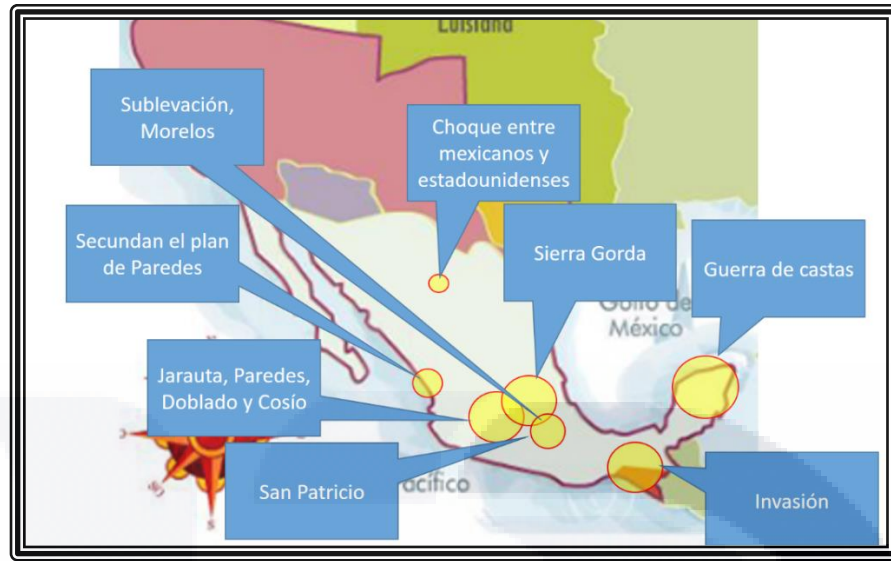 Luisiana
Sublevación,
Morelos
Choque entre
mexicanos y
estadounidenses
Secundan el plan
de Paredes
Sierra Gorda
Guerra de castas
Golfo de
México
Jarauta, Paredes,
Doblado y Cosío
San Patricio
acífico
Invasión
S